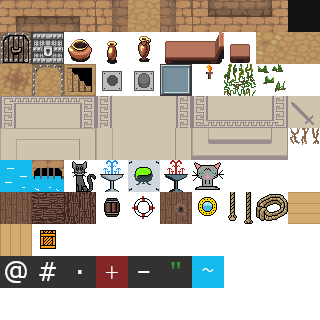 @ # · + − " ~